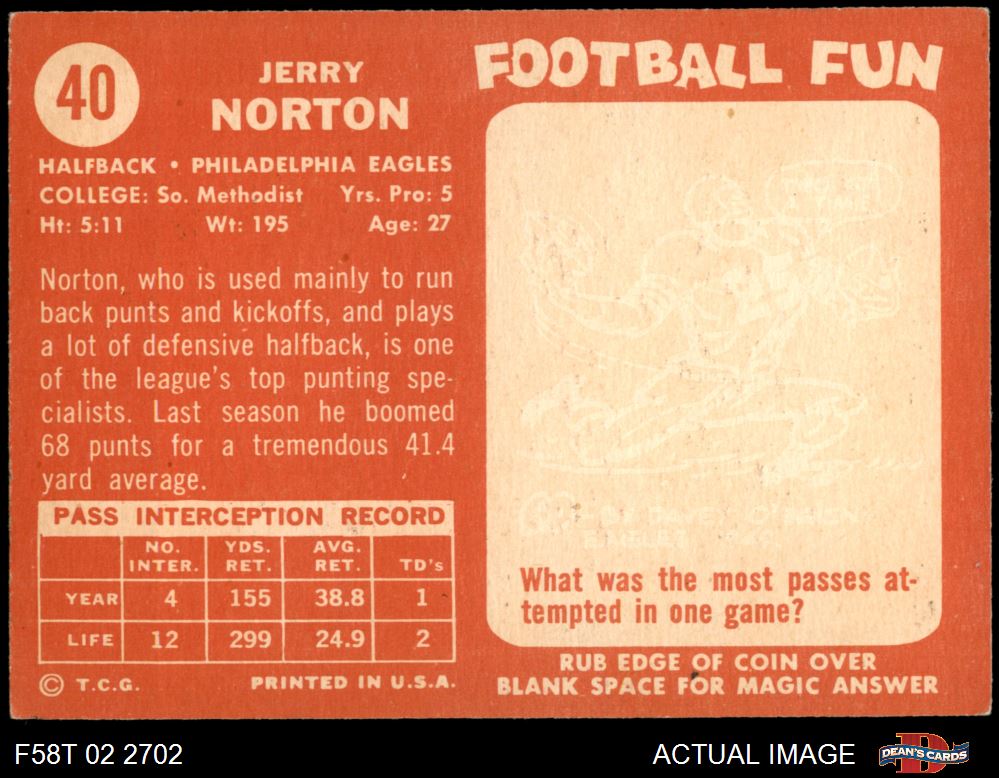 40
JERRY
NORTON
HALFBACK • PHILADELPHIA EAGLES
COLLEGE: So. Methodist Yrs. Pro: 5
Ht: 5:11 Wt: 195 Age: 27
Norton, who is used mainly to run
back punts and kickoffs, and plays
a lot of defensive halfback, is one
of the league's top punting spe-
cialists. Last season he boomed
68 punts for a tremendous 41.4
yard average.
PASS INTERCEPTION RECORD
NO. INTER. YDS. RET. AVG. RET. TD's
YEAR 4 155 38.8 1
LIFE 12 299 24.9 2
© T.C.G. PRINTED IN U.S.A.
FOOTBALL FUN
A TIME
BY DAVEY O'BRIEN
EAGLES
What was the most passes at-
tempted in one game?
RUB EDGE OF COIN OVER
BLANK SPACE FOR MAGIC ANSWER
F58T 02 2702
ACTUAL IMAGE
DEAN'S CARDS